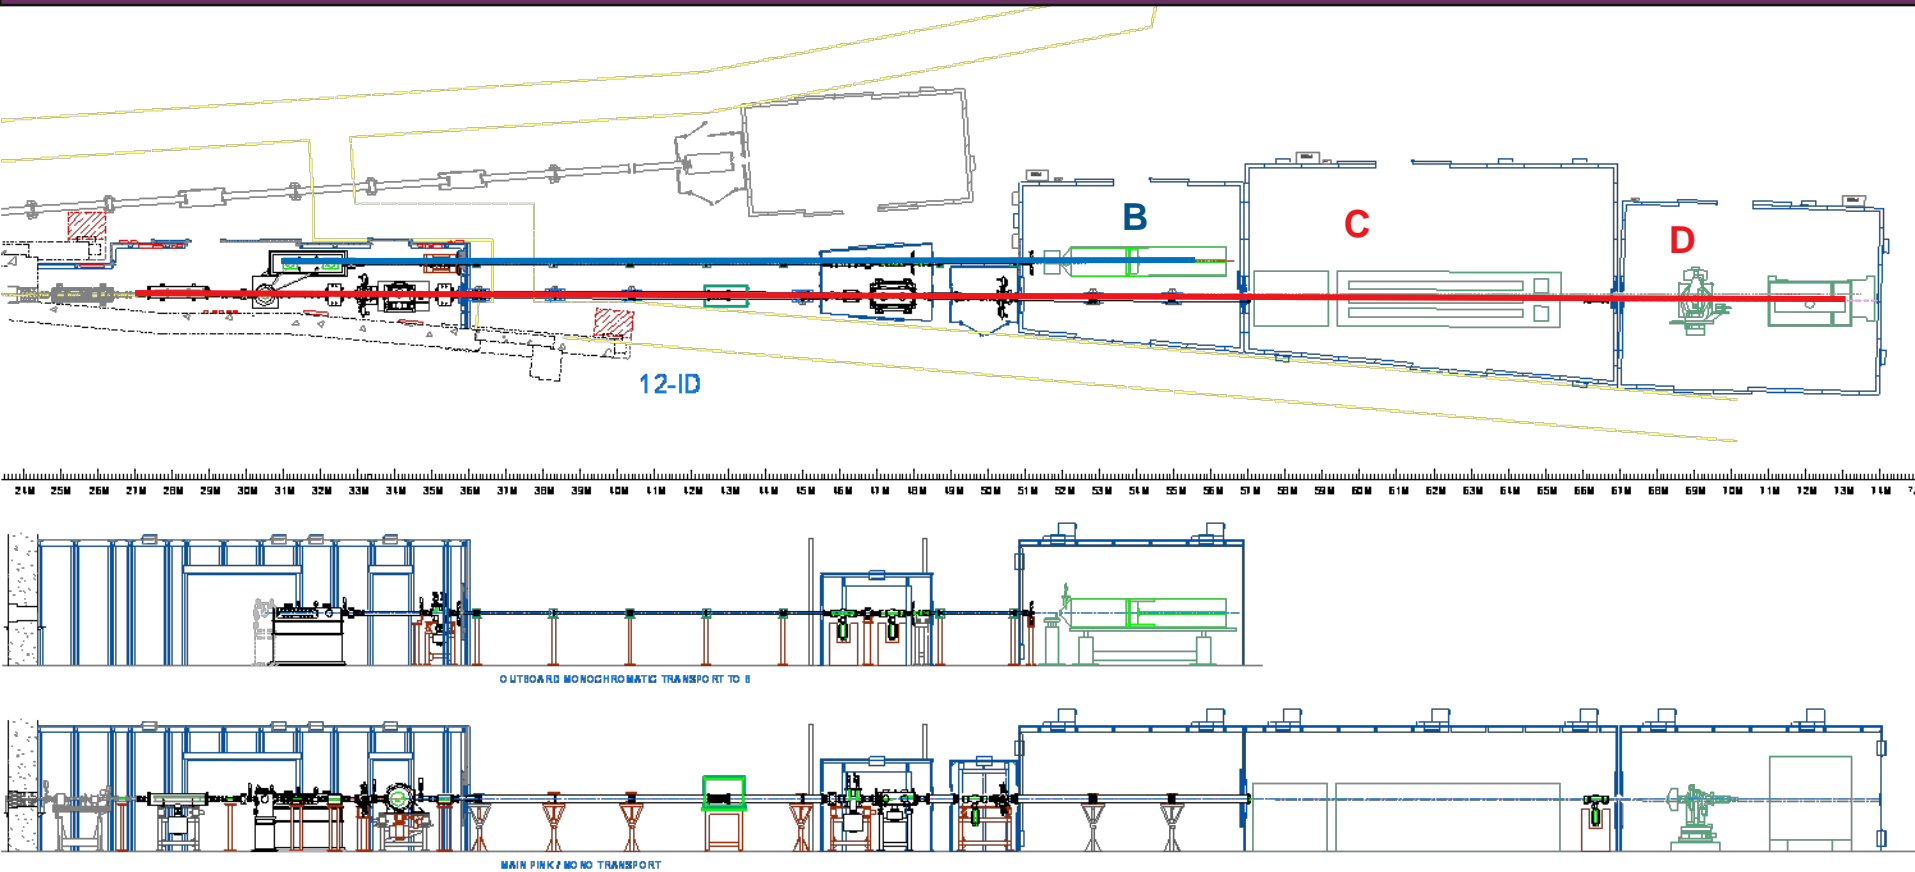 B
C
D
12-ID
24M 25M 26M 27M 28M 29M 30M 31M 32M 33M 34M 35M 36M 37M 38M 39M 40M 41M 42M 43M 44M 45M 46M 47M 48M 49M 50M 51M 52M 53M 54M 55M 56M 57M 58M 59M 60M 61M 62M 63M 64M 65M 66M 67M 68M 69M 70M 71M 72M 73M 74M
OUTBOARD MONOCHROMATIC TRANSPORT TO B
MAIN PINK / MONO TRANSPORT